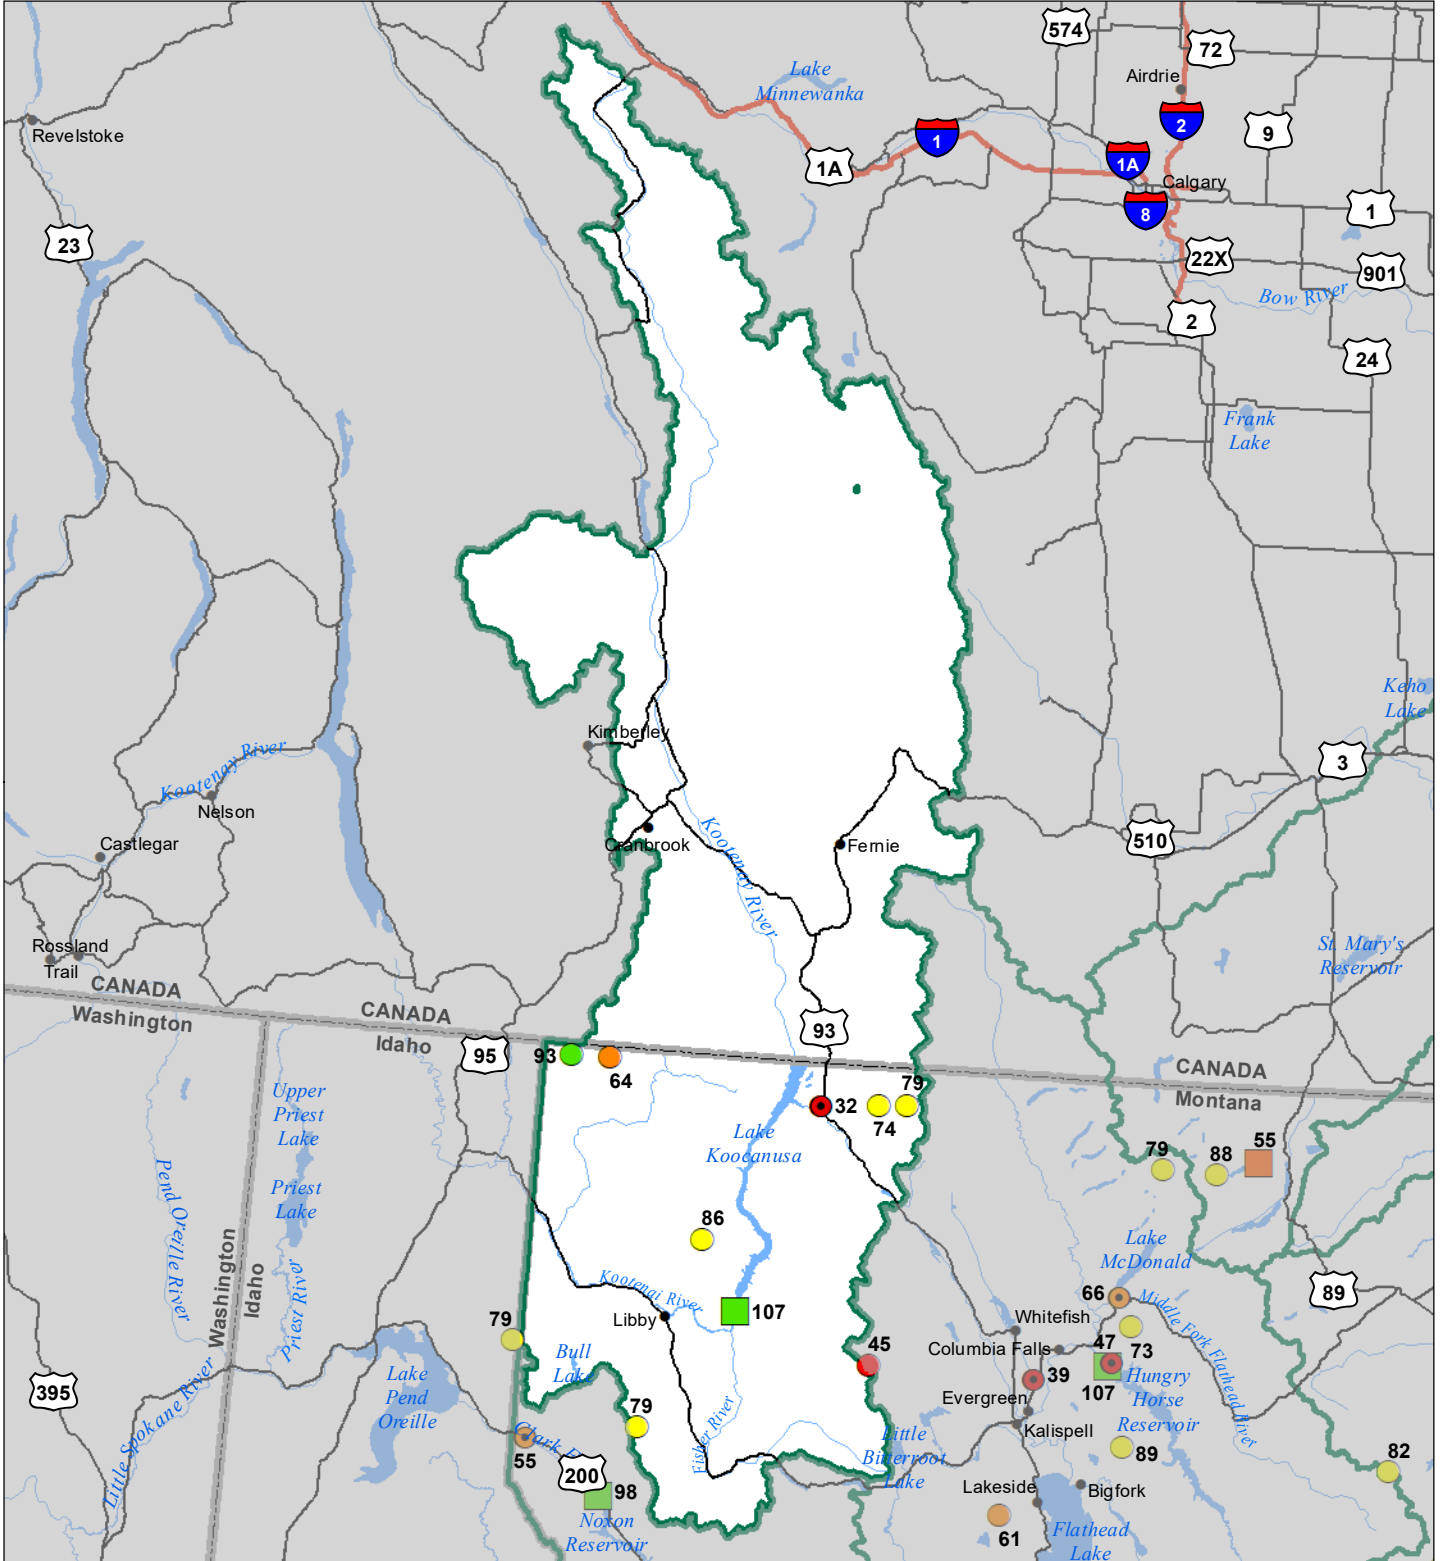 574
72
Airdrie
Lake
Minnewanka
2
9
1
1A
1A
Revelstoke
Calgary
8
1
23
22X
901
Bow River
2
24
Frank
Lake
Keho
Lake
Kimberley
3
Kootenay River
Nelson
Kootenay River
510
Castlegar
Cranbrook
Fernie
Rossland
Trail
St. Mary's
Reservoir
CANADA
Washington
CANADA
Idaho
93
95
93
64
CANADA
Montana
79
32
74
Upper
Priest
Lake
Lake
Koocanusa
79
88
55
Pend Oreille River
Priest
Lake
86
Lake
McDonald
Washington
Idaho
Priest River
Kootenai River
66
Middle Fork Flathead River
89
107
Libby
Whitefish
73
79
Columbia Falls
47
45
Bull
Lake
107
Hungry
Horse
Reservoir
39
395
Lake
Pend
Oreille
Evergreen
Little Spokane River
79
Kalispell
Fisher River
Little
Bitterroot
Lake
Clark F
55
89
200
82
98
Lakeside
Bigfork
Noxon
Reservoir
61
Flathead
Lake